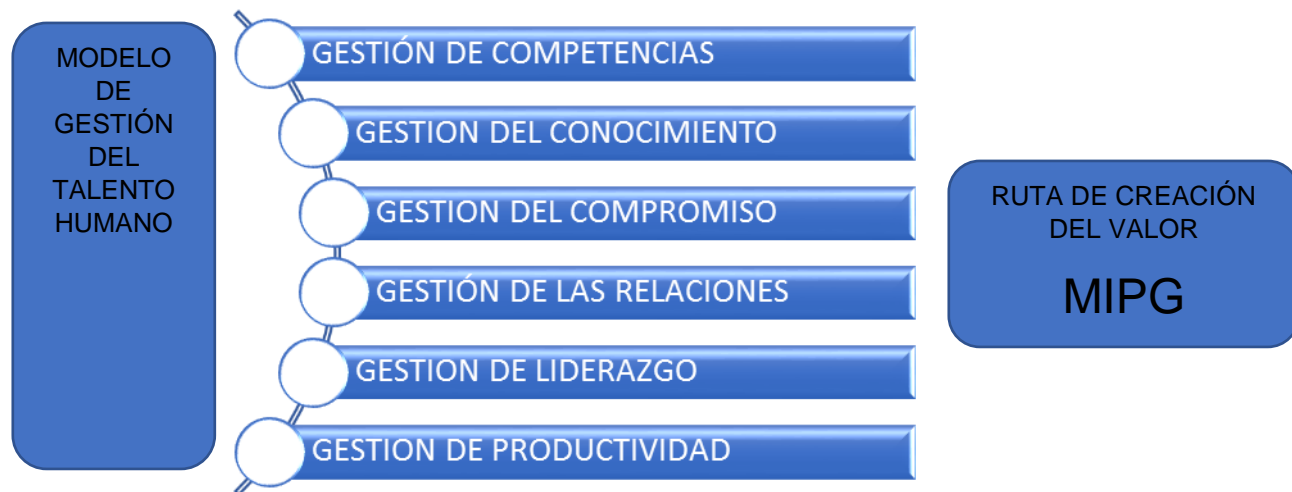 MODELO
DE
GESTIÓN
DEL
TALENTO
HUMANO
GESTIÓN DE COMPETENCIAS
GESTION DEL CONOCIMIENTO
GESTION DEL COMPROMISO
GESTIÓN DE LAS RELACIONES
GESTION DE LIDERAZGO
GESTION DE PRODUCTIVIDAD
RUTA DE CREACIÓN
DEL VALOR
MIPG